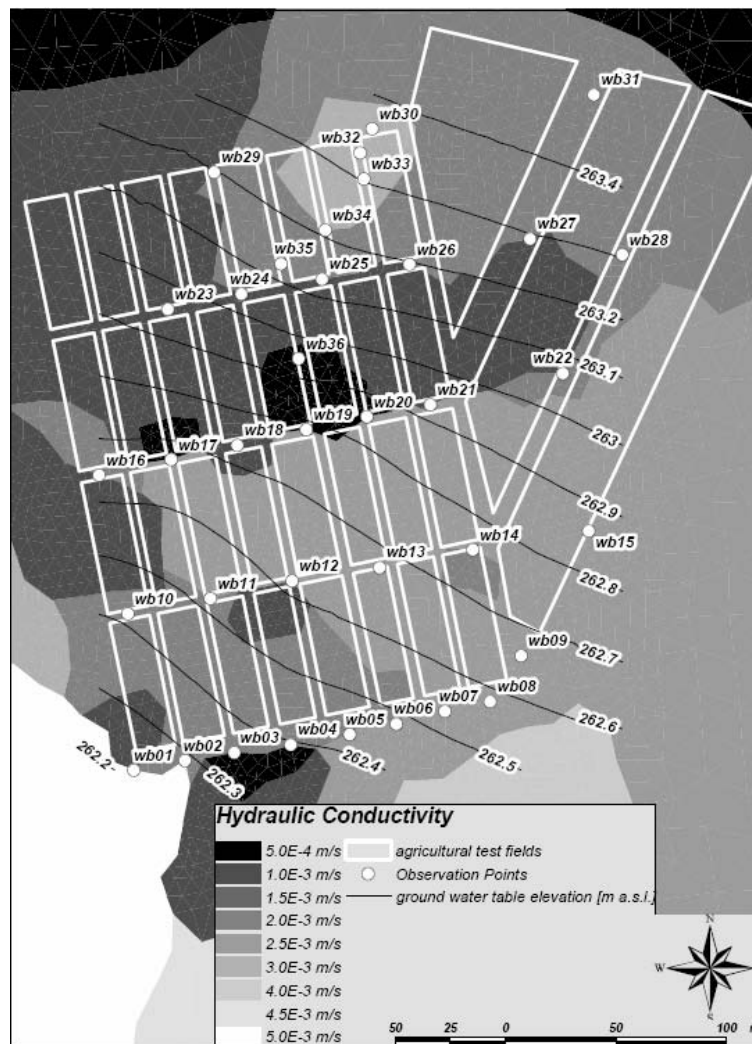 wb31
wb30
wb32
wb29
wb33
263.4
wb34
wb27
wb28
wb35
wb26
wb25
wb24
263.2
wb23
wb36
wb22
263.1
wb21
wb20
wb19
263
wb18
wb17
wb16
262.9
wb15
wb14
wb13
262.8
wb12
wb11
wb10
wb09
262.7
wb08
wb07
wb06
262.6
wb05
wb04
wb03
wb02
wb01
262.2
262.3
262.4
262.5
Hydraulic Conductivity
5.0E-4 m/s agricultural test fields
1.0E-3 m/s Observation Points
1.5E-3 m/s ground water table elevation [m a.s.l.]
2.0E-3 m/s
2.5E-3 m/s
3.0E-3 m/s
4.0E-3 m/s
4.5E-3 m/s
5.0E-3 m/s
N
W
S
50 25 0 50 100